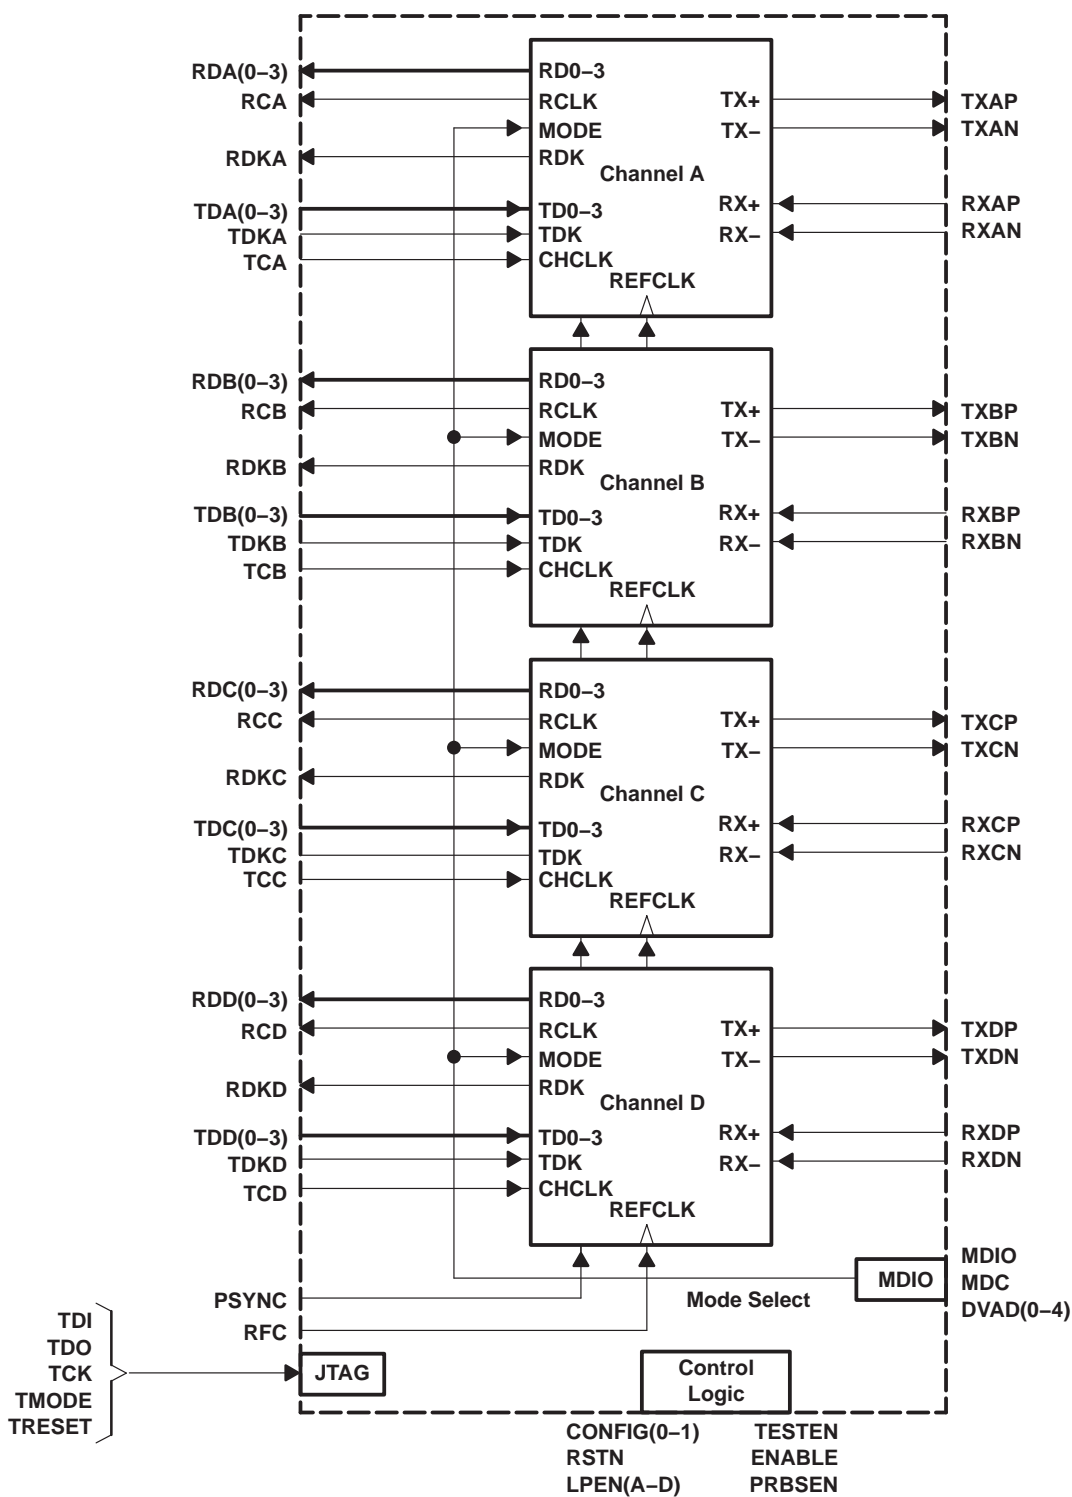 RDA(0–3)
RCA
RDKA
TDA(0–3)
TDKA
TCA
RD0–3
RCLK
MODE
RDK
Channel A
TD0–3
TDK
CHCLK
REFCLK
TX+
TX–
RX+
RX–
TXAP
TXAN
RXAP
RXAN
RDB(0–3)
RCB
RDKB
TDB(0–3)
TDKB
TCB
RD0–3
RCLK
MODE
RDK
Channel B
TD0–3
TDK
CHCLK
REFCLK
TX+
TX–
RX+
RX–
TXBP
TXBN
RXBP
RXBN
RDC(0–3)
RCC
RDKC
TDC(0–3)
TDKC
TCC
RD0–3
RCLK
MODE
RDK
Channel C
TD0–3
TDK
CHCLK
REFCLK
TX+
TX–
RX+
RX–
TXCP
TXCN
RXCP
RXCN
RDD(0–3)
RCD
RDKD
TDD(0–3)
TDKD
TCD
RD0–3
RCLK
MODE
RDK
Channel D
TD0–3
TDK
CHCLK
REFCLK
TX+
TX–
RX+
RX–
TXDP
TXDN
RXDP
RXDN
PSYNC
RFC
Mode Select
MDIO
MDIO
MDC
DVAD(0–4)
TDI
TDO
TCK
TMODE
TRESET
JTAG
Control
Logic
CONFIG(0–1)
RSTN
LPEN(A–D)
TESTEN
ENABLE
PRBSEN